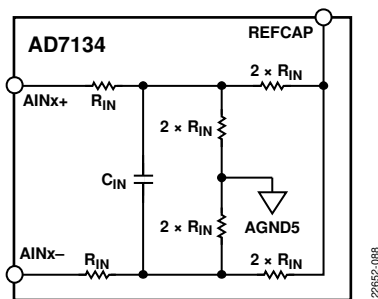 REFCAP
AD7134
2 × RIN
AINx+
RIN
2 × RIN
CIN
AGND5
2 × RIN
AINx–
RIN
2 × RIN
22652-088